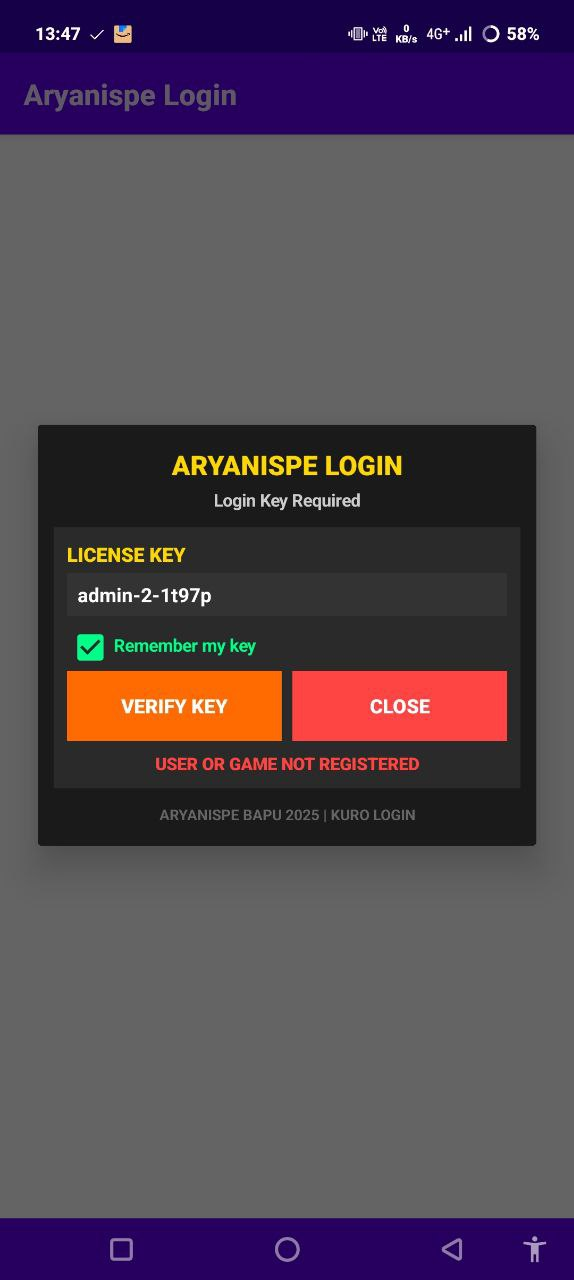 13:47
Vo)
LTE
0
KB/s
4G+
58%
Aryanispe Login
ARYANISPE LOGIN
Login Key Required
LICENSE KEY
admin-2-1t97p
Remember my key
VERIFY KEY
CLOSE
USER OR GAME NOT REGISTERED
ARYANISPE BAPU 2025 | KURO LOGIN